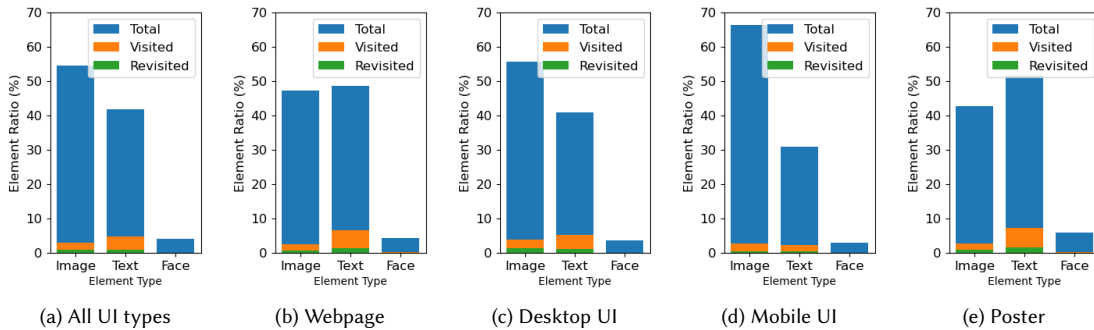 70
60
50
40
30
20
10
0
Element Ratio (%)
Total
Visited
Revisited
Image Text Face
Element Type
(a) All UI types
70
60
50
40
30
20
10
0
Element Ratio (%)
Total
Visited
Revisited
Image Text Face
Element Type
(b) Webpage
70
60
50
40
30
20
10
0
Element Ratio (%)
Total
Visited
Revisited
Image Text Face
Element Type
(c) Desktop UI
70
60
50
40
30
20
10
0
Element Ratio (%)
Total
Visited
Revisited
Image Text Face
Element Type
(d) Mobile UI
70
60
50
40
30
20
10
0
Element Ratio (%)
Total
Visited
Revisited
Image Text Face
Element Type
(e) Poster